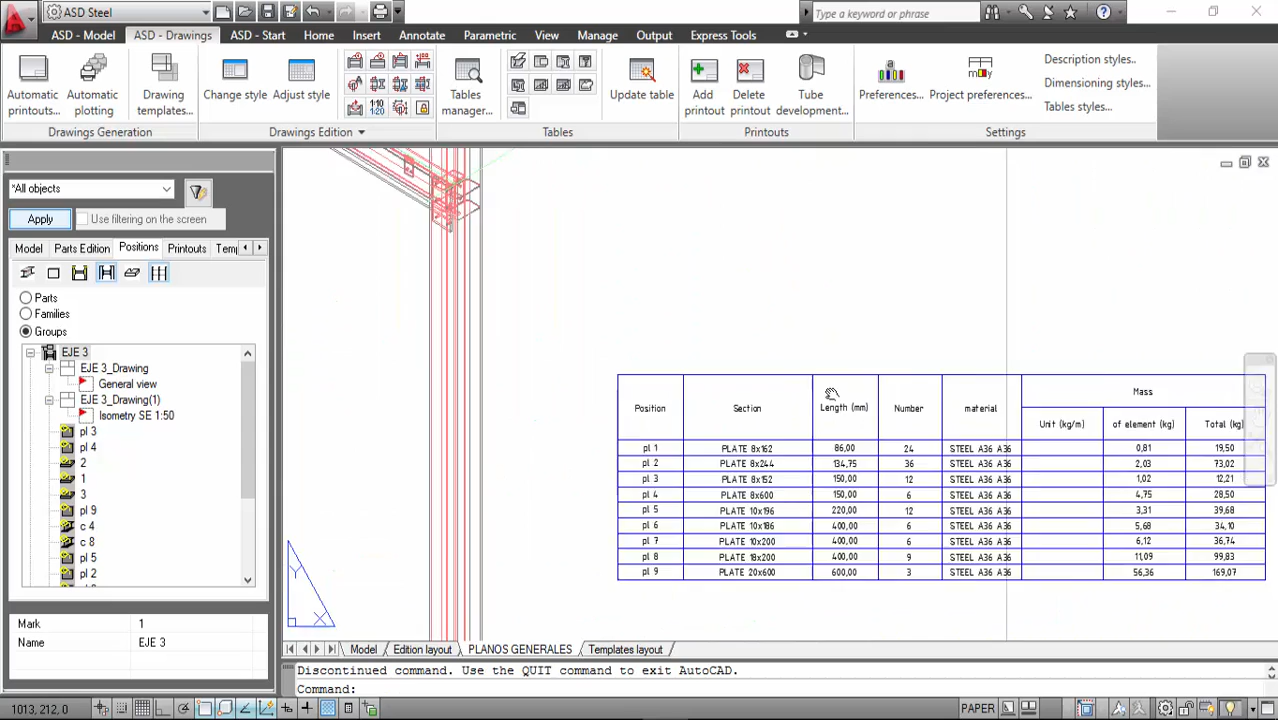 ASD Steel
Type a keyword or phrase
ASD - Model ASD - Drawings ASD - Start Home Insert Annotate Parametric View Manage Output Express Tools
Automatic printouts...
Automatic plotting
Drawing templates...
Change style
Adjust style
1:10
1:20
Tables manager...
Update table
Add printout
Delete printout
Tube development...
Preferences...
Project preferences...
Description styles..
Dimensioning styles...
Tables styles...
Drawings Generation
Drawings Edition
Tables
Printouts
Settings
*All objects
Apply
Use filtering on the screen
Model Parts Edition Positions Printouts
Parts
Families
Groups
EJE 3
EJE 3_Drawing
General view
EJE 3_Drawing(1)
Isometry SE 1:50
pl 3
pl 4
2
1
3
pl 9
c 4
c 8
pl 5
pl 2
Mark 1
Name EJE 3
Y
X
Position Section Length (mm) Number material Mass
Unit (kg/m) of element (kg) Total (kg)
pl 1 PLATE 8x162 86,00 24 STEEL A36 A36 0,81 19,50
pl 2 PLATE 8x244 134,75 36 STEEL A36 A36 2,03 73,02
pl 3 PLATE 8x152 150,00 12 STEEL A36 A36 1,02 12,21
pl 4 PLATE 8x600 150,00 6 STEEL A36 A36 4,75 28,50
pl 5 PLATE 10x196 220,00 12 STEEL A36 A36 3,31 39,68
pl 6 PLATE 10x186 400,00 6 STEEL A36 A36 5,68 34,10
pl 7 PLATE 10x200 400,00 6 STEEL A36 A36 6,12 36,74
pl 8 PLATE 18x200 400,00 9 STEEL A36 A36 11,09 99,83
pl 9 PLATE 20x600 600,00 3 STEEL A36 A36 56,36 169,07
Model Edition layout PLANOS GENERALES Templates layout
Discontinued command. Use the QUIT command to exit AutoCAD.
Command:
1013, 212, 0
PAPER